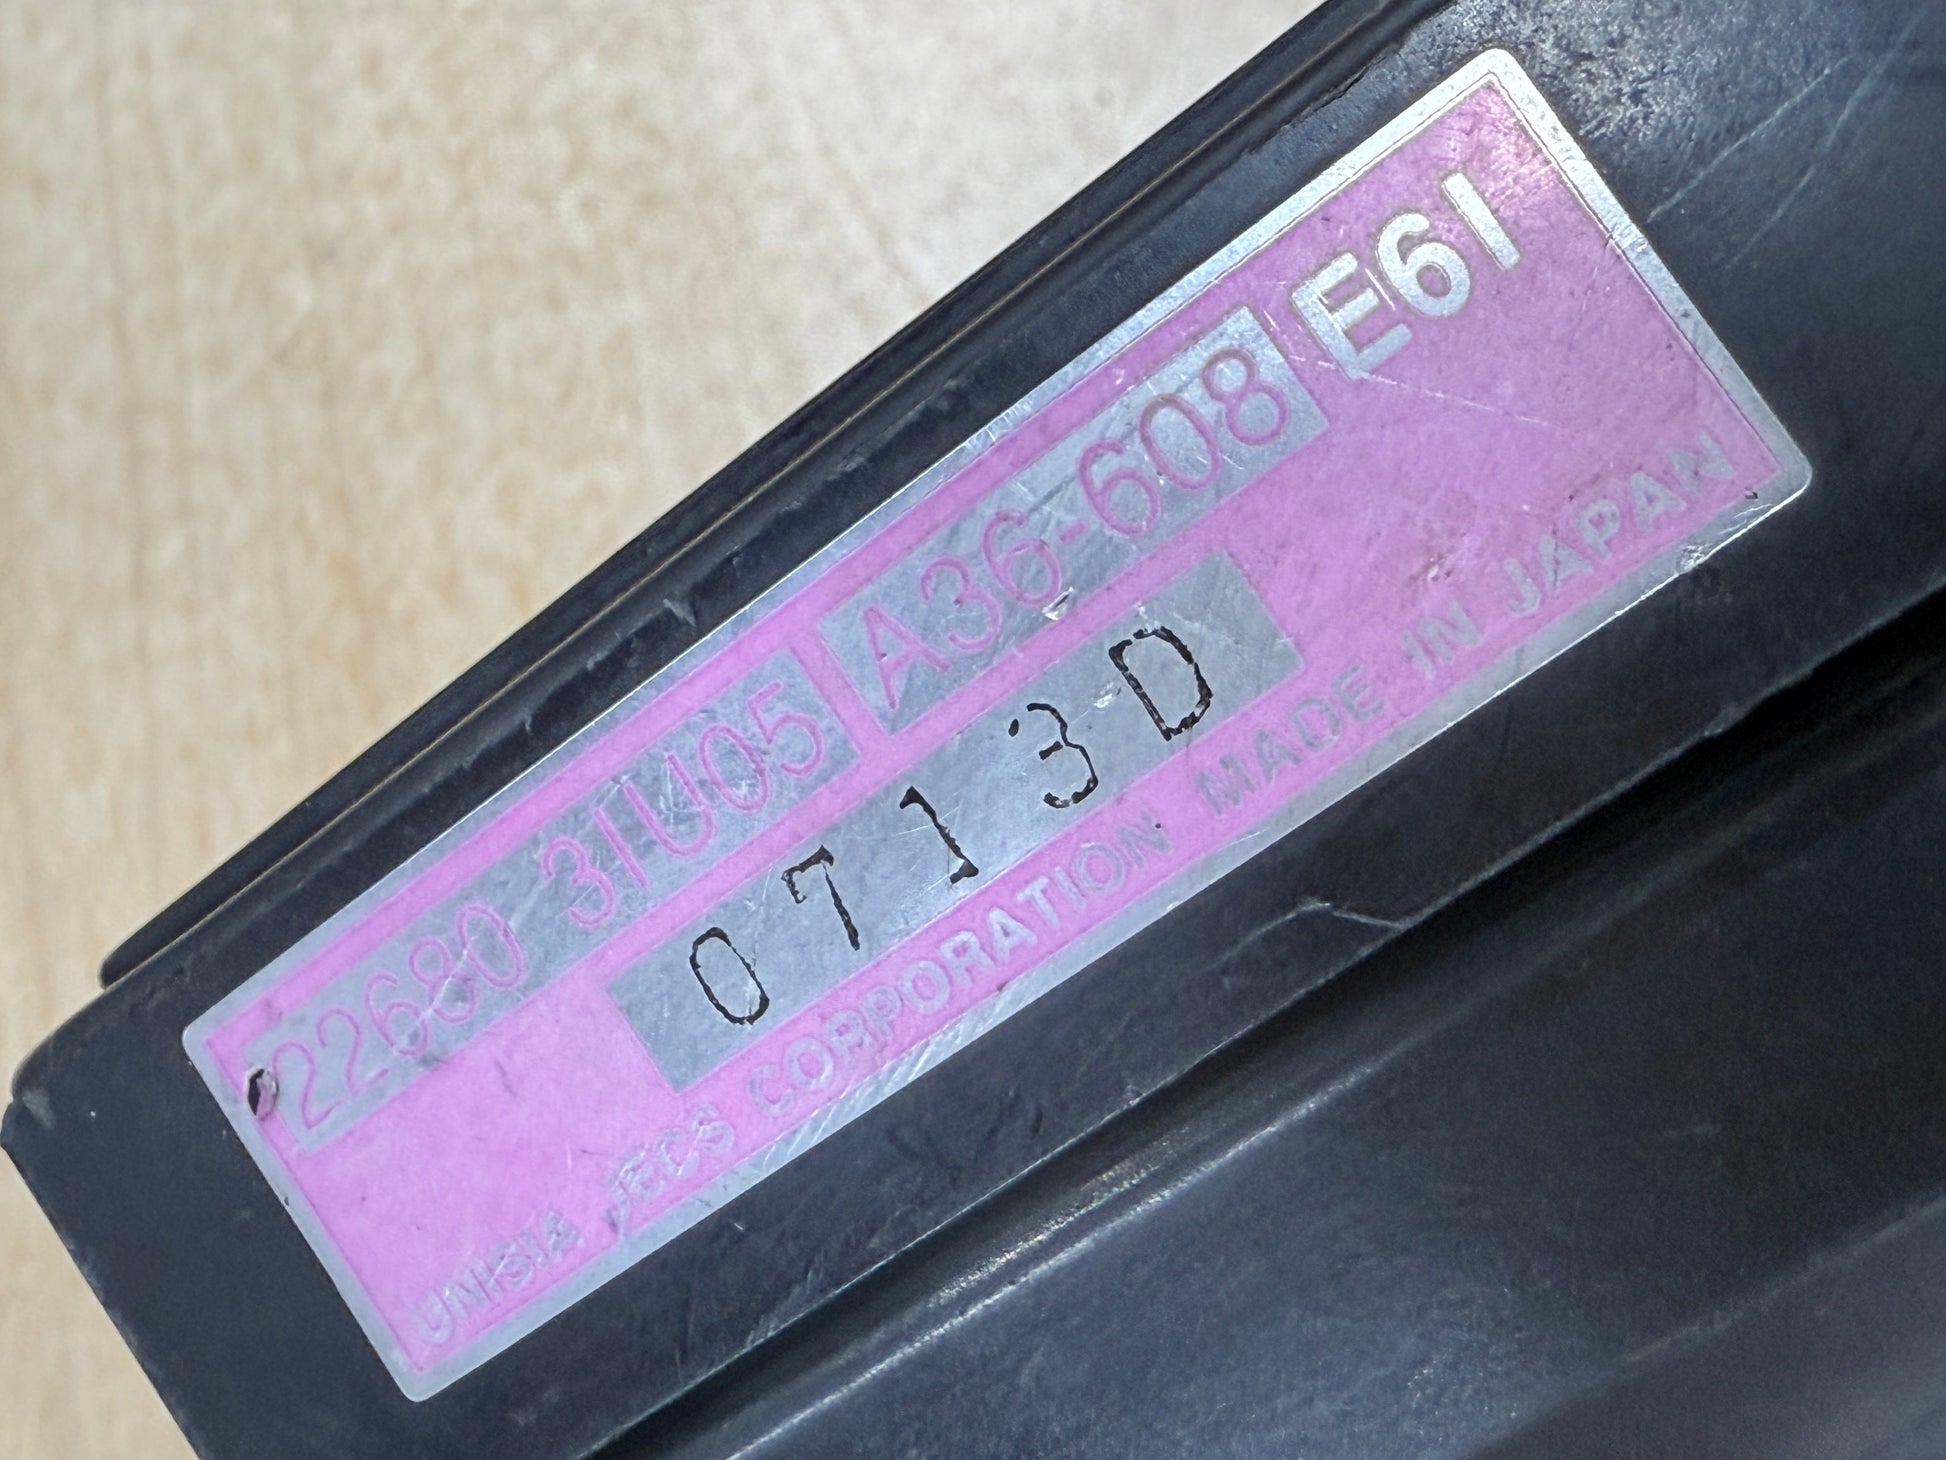 22680 31U05 A36-608 E61
0713D
UNISIA JECS CORPORATION MADE IN JAPAN